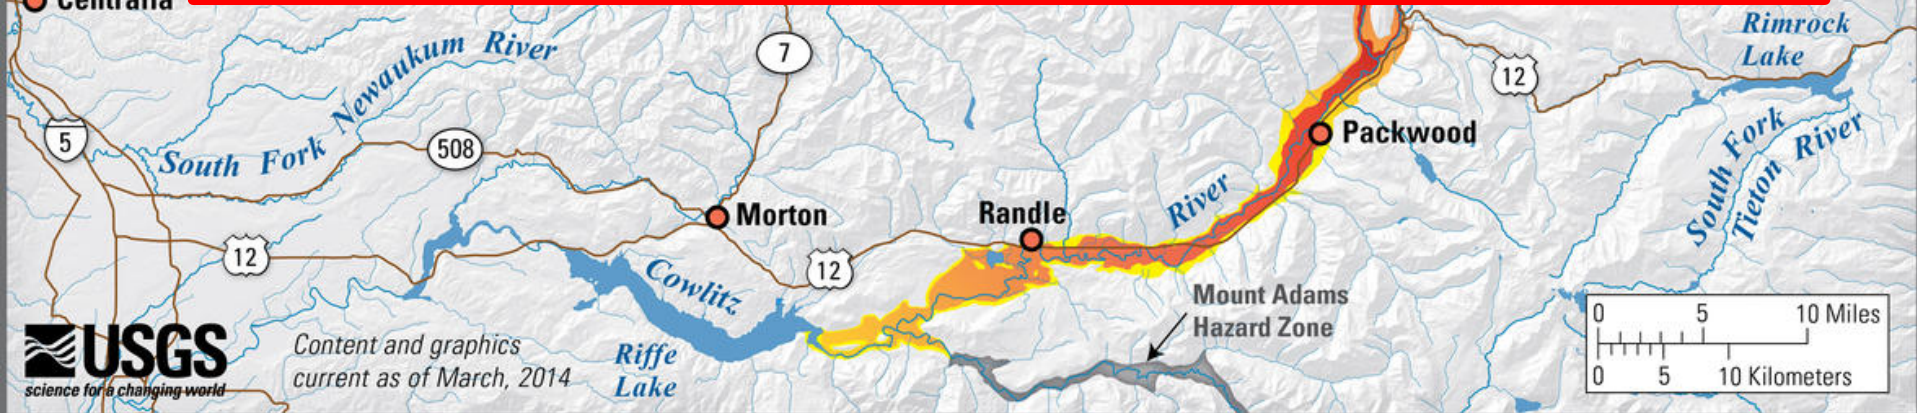 Centralia
Rimrock
Lake
7
12
South Fork Newaukum River
5
508
Packwood
South Fork
Tieton River
Morton
Randle
River
12
12
Cowlitz
Mount Adams
Hazard Zone
0 5 10 Miles
0 5 10 Kilometers
USGS
science for a changing world
Content and graphics
current as of March, 2014
Riffe
Lake